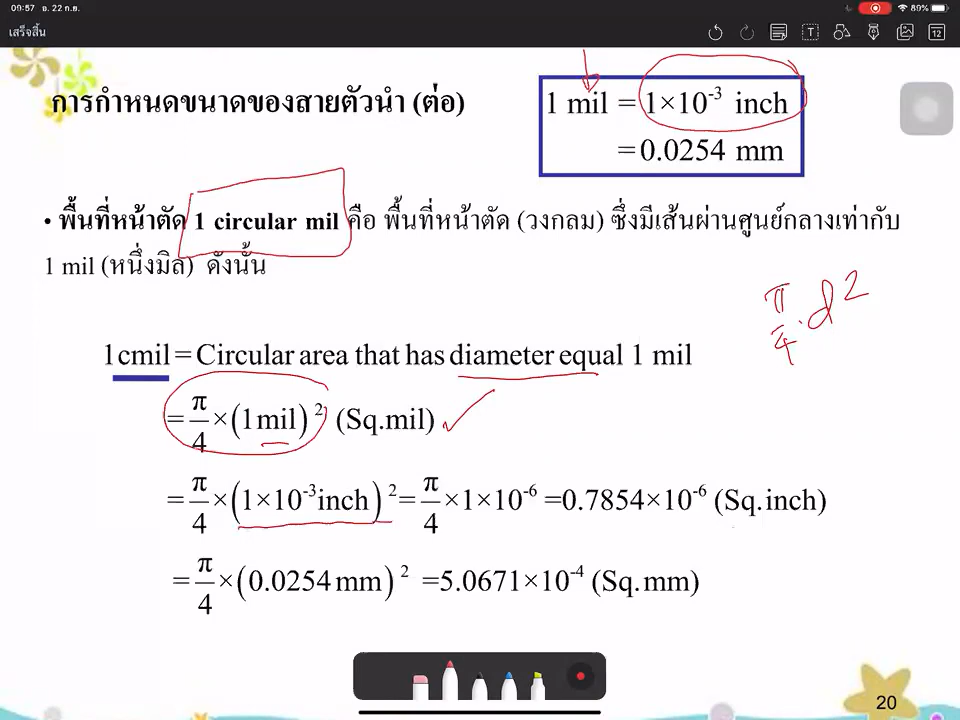 09:57 อ. 22 ก.ย. 89%
เสร็จสิ้น
การกำหนดขนาดของสายตัวนำ (ต่อ)
1 mil = 1×10⁻³ inch
= 0.0254 mm
• พื้นที่หน้าตัด 1 circular mil คือ พื้นที่หน้าตัด (วงกลม) ซึ่งมีเส้นผ่านศูนย์กลางเท่ากับ
1 mil (หนึ่งมิล) ดังนั้น
π/4 · d²
1cmil = Circular area that has diameter equal 1 mil
= π/4 × (1mil)² (Sq.mil)
= π/4 × (1×10⁻³inch)² = π/4 × 1×10⁻⁶ =0.7854×10⁻⁶ (Sq.inch)
= π/4 × (0.0254 mm)² =5.0671×10⁻⁴ (Sq.mm)
20